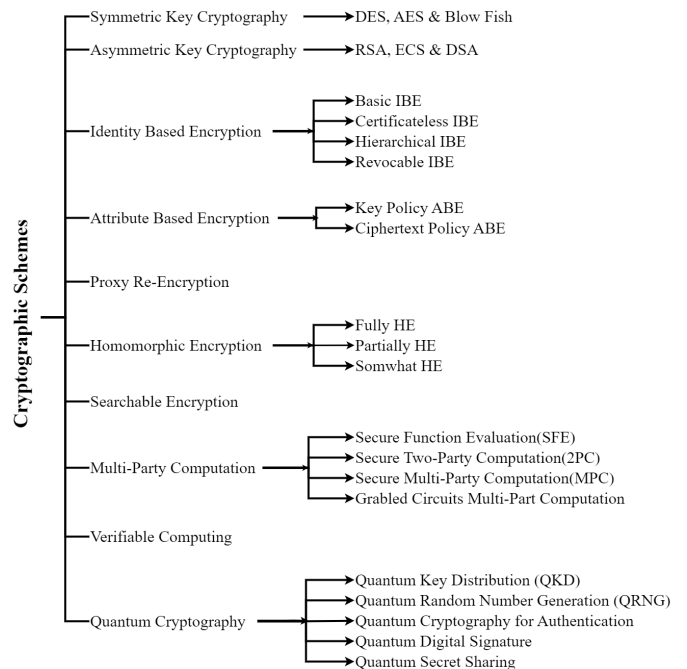 Cryptographic Schemes
Symmetric Key Cryptography
DES, AES & Blow Fish
Asymmetric Key Cryptography
RSA, ECS & DSA
Identity Based Encryption
Basic IBE
Certificateless IBE
Hierarchical IBE
Revocable IBE
Attribute Based Encryption
Key Policy ABE
Ciphertext Policy ABE
Proxy Re-Encryption
Homomorphic Encryption
Fully HE
Partially HE
Somwhat HE
Searchable Encryption
Multi-Party Computation
Secure Function Evaluation(SFE)
Secure Two-Party Computation(2PC)
Secure Multi-Party Computation(MPC)
Grabled Circuits Multi-Part Computation
Verifiable Computing
Quantum Cryptography
Quantum Key Distribution (QKD)
Quantum Random Number Generation (QRNG)
Quantum Cryptography for Authentication
Quantum Digital Signature
Quantum Secret Sharing